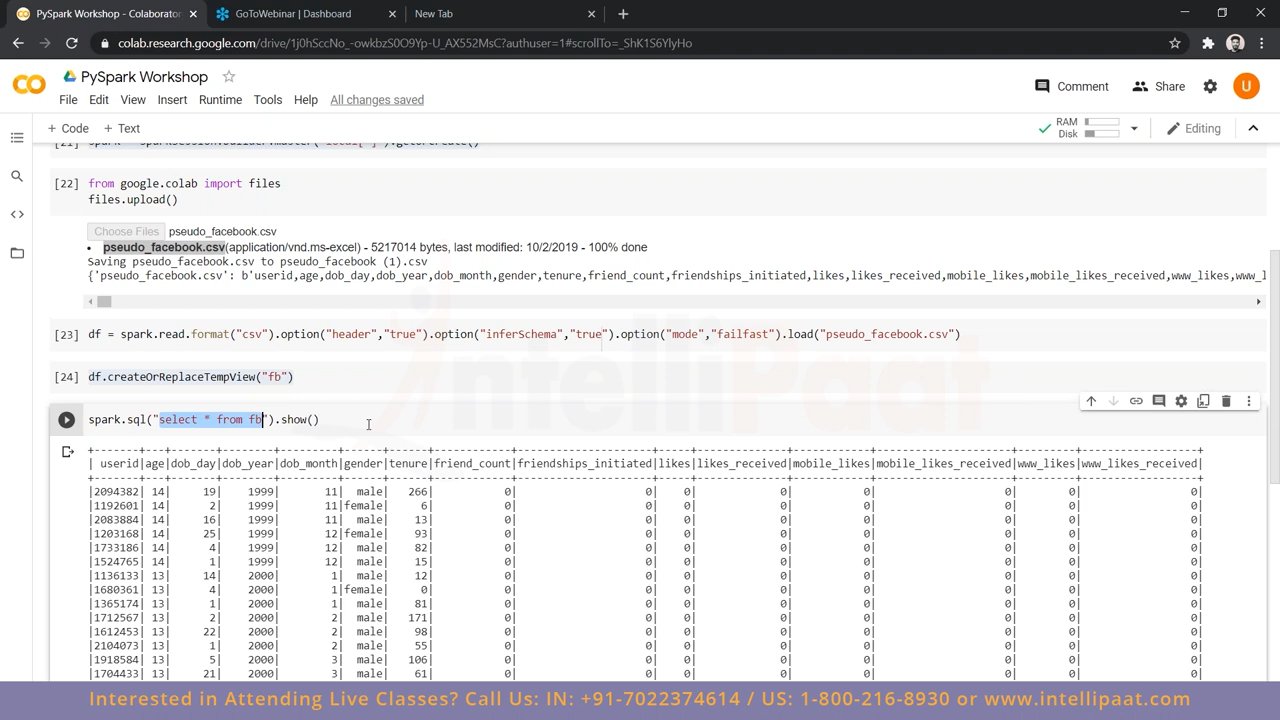 PySpark Workshop - Colaborator
GoToWebinar | Dashboard
New Tab
colab.research.google.com/drive/1j0hSccNo_-owkbzS0O9Yp-U_AX552MsC?authuser=1#scrollTo=_ShK1S6YlyHo
PySpark Workshop
Comment
Share
U
File Edit View Insert Runtime Tools Help All changes saved
+ Code + Text
RAM
Disk
Editing
[21] spark = SparkSession.builder.master("local[*]").getOrCreate()
[22] from google.colab import files
files.upload()
Choose Files pseudo_facebook.csv
• pseudo_facebook.csv(application/vnd.ms-excel) - 5217014 bytes, last modified: 10/2/2019 - 100% done
Saving pseudo_facebook.csv to pseudo_facebook (1).csv
{'pseudo_facebook.csv': b'userid,age,dob_day,dob_year,dob_month,gender,tenure,friend_count,friendships_initiated,likes,likes_received,mobile_likes,mobile_likes_received,www_likes,www_l
[23] df = spark.read.format("csv").option("header","true").option("inferSchema","true").option("mode","failfast").load("pseudo_facebook.csv")
intelliPaat
[24] df.createOrReplaceTempView("fb")
spark.sql("select * from fb").show()
+-------+---+-------+--------+---------+------+------+------------+---------------------+-----+--------------+------------+---------------------+---------+------------------+
| userid|age|dob_day|dob_year|dob_month|gender|tenure|friend_count|friendships_initiated|likes|likes_received|mobile_likes|mobile_likes_received|www_likes|www_likes_received|
+-------+---+-------+--------+---------+------+------+------------+---------------------+-----+--------------+------------+---------------------+---------+------------------+
|2094382| 14| 19| 1999| 11| male| 266| 0| 0| 0| 0| 0| 0| 0| 0|
|1192601| 14| 2| 1999| 11|female| 6| 0| 0| 0| 0| 0| 0| 0| 0|
|2083884| 14| 16| 1999| 11| male| 13| 0| 0| 0| 0| 0| 0| 0| 0|
|1203168| 14| 25| 1999| 12|female| 93| 0| 0| 0| 0| 0| 0| 0| 0|
|1733186| 14| 4| 1999| 12| male| 82| 0| 0| 0| 0| 0| 0| 0| 0|
|1524765| 14| 1| 1999| 12| male| 15| 0| 0| 0| 0| 0| 0| 0| 0|
|1136133| 13| 14| 2000| 1| male| 12| 0| 0| 0| 0| 0| 0| 0| 0|
|1680361| 13| 4| 2000| 1|female| 0| 0| 0| 0| 0| 0| 0| 0| 0|
|1365174| 13| 1| 2000| 1| male| 81| 0| 0| 0| 0| 0| 0| 0| 0|
|1712567| 13| 2| 2000| 2| male| 171| 0| 0| 0| 0| 0| 0| 0| 0|
|1612453| 13| 22| 2000| 2| male| 98| 0| 0| 0| 0| 0| 0| 0| 0|
|2104073| 13| 1| 2000| 2| male| 55| 0| 0| 0| 0| 0| 0| 0| 0|
|1918584| 13| 5| 2000| 3| male| 106| 0| 0| 0| 0| 0| 0| 0| 0|
|1704433| 13| 21| 2000| 3| male| 61| 0| 0| 0| 0| 0| 0| 0| 0|
Interested in Attending Live Classes? Call Us: IN: +91-7022374614 / US: 1-800-216-8930 or www.intellipaat.com